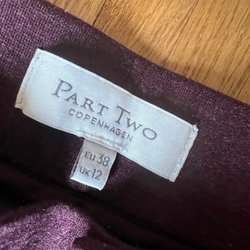 PART TWO
COPENHAGEN
EU 38
UK 12